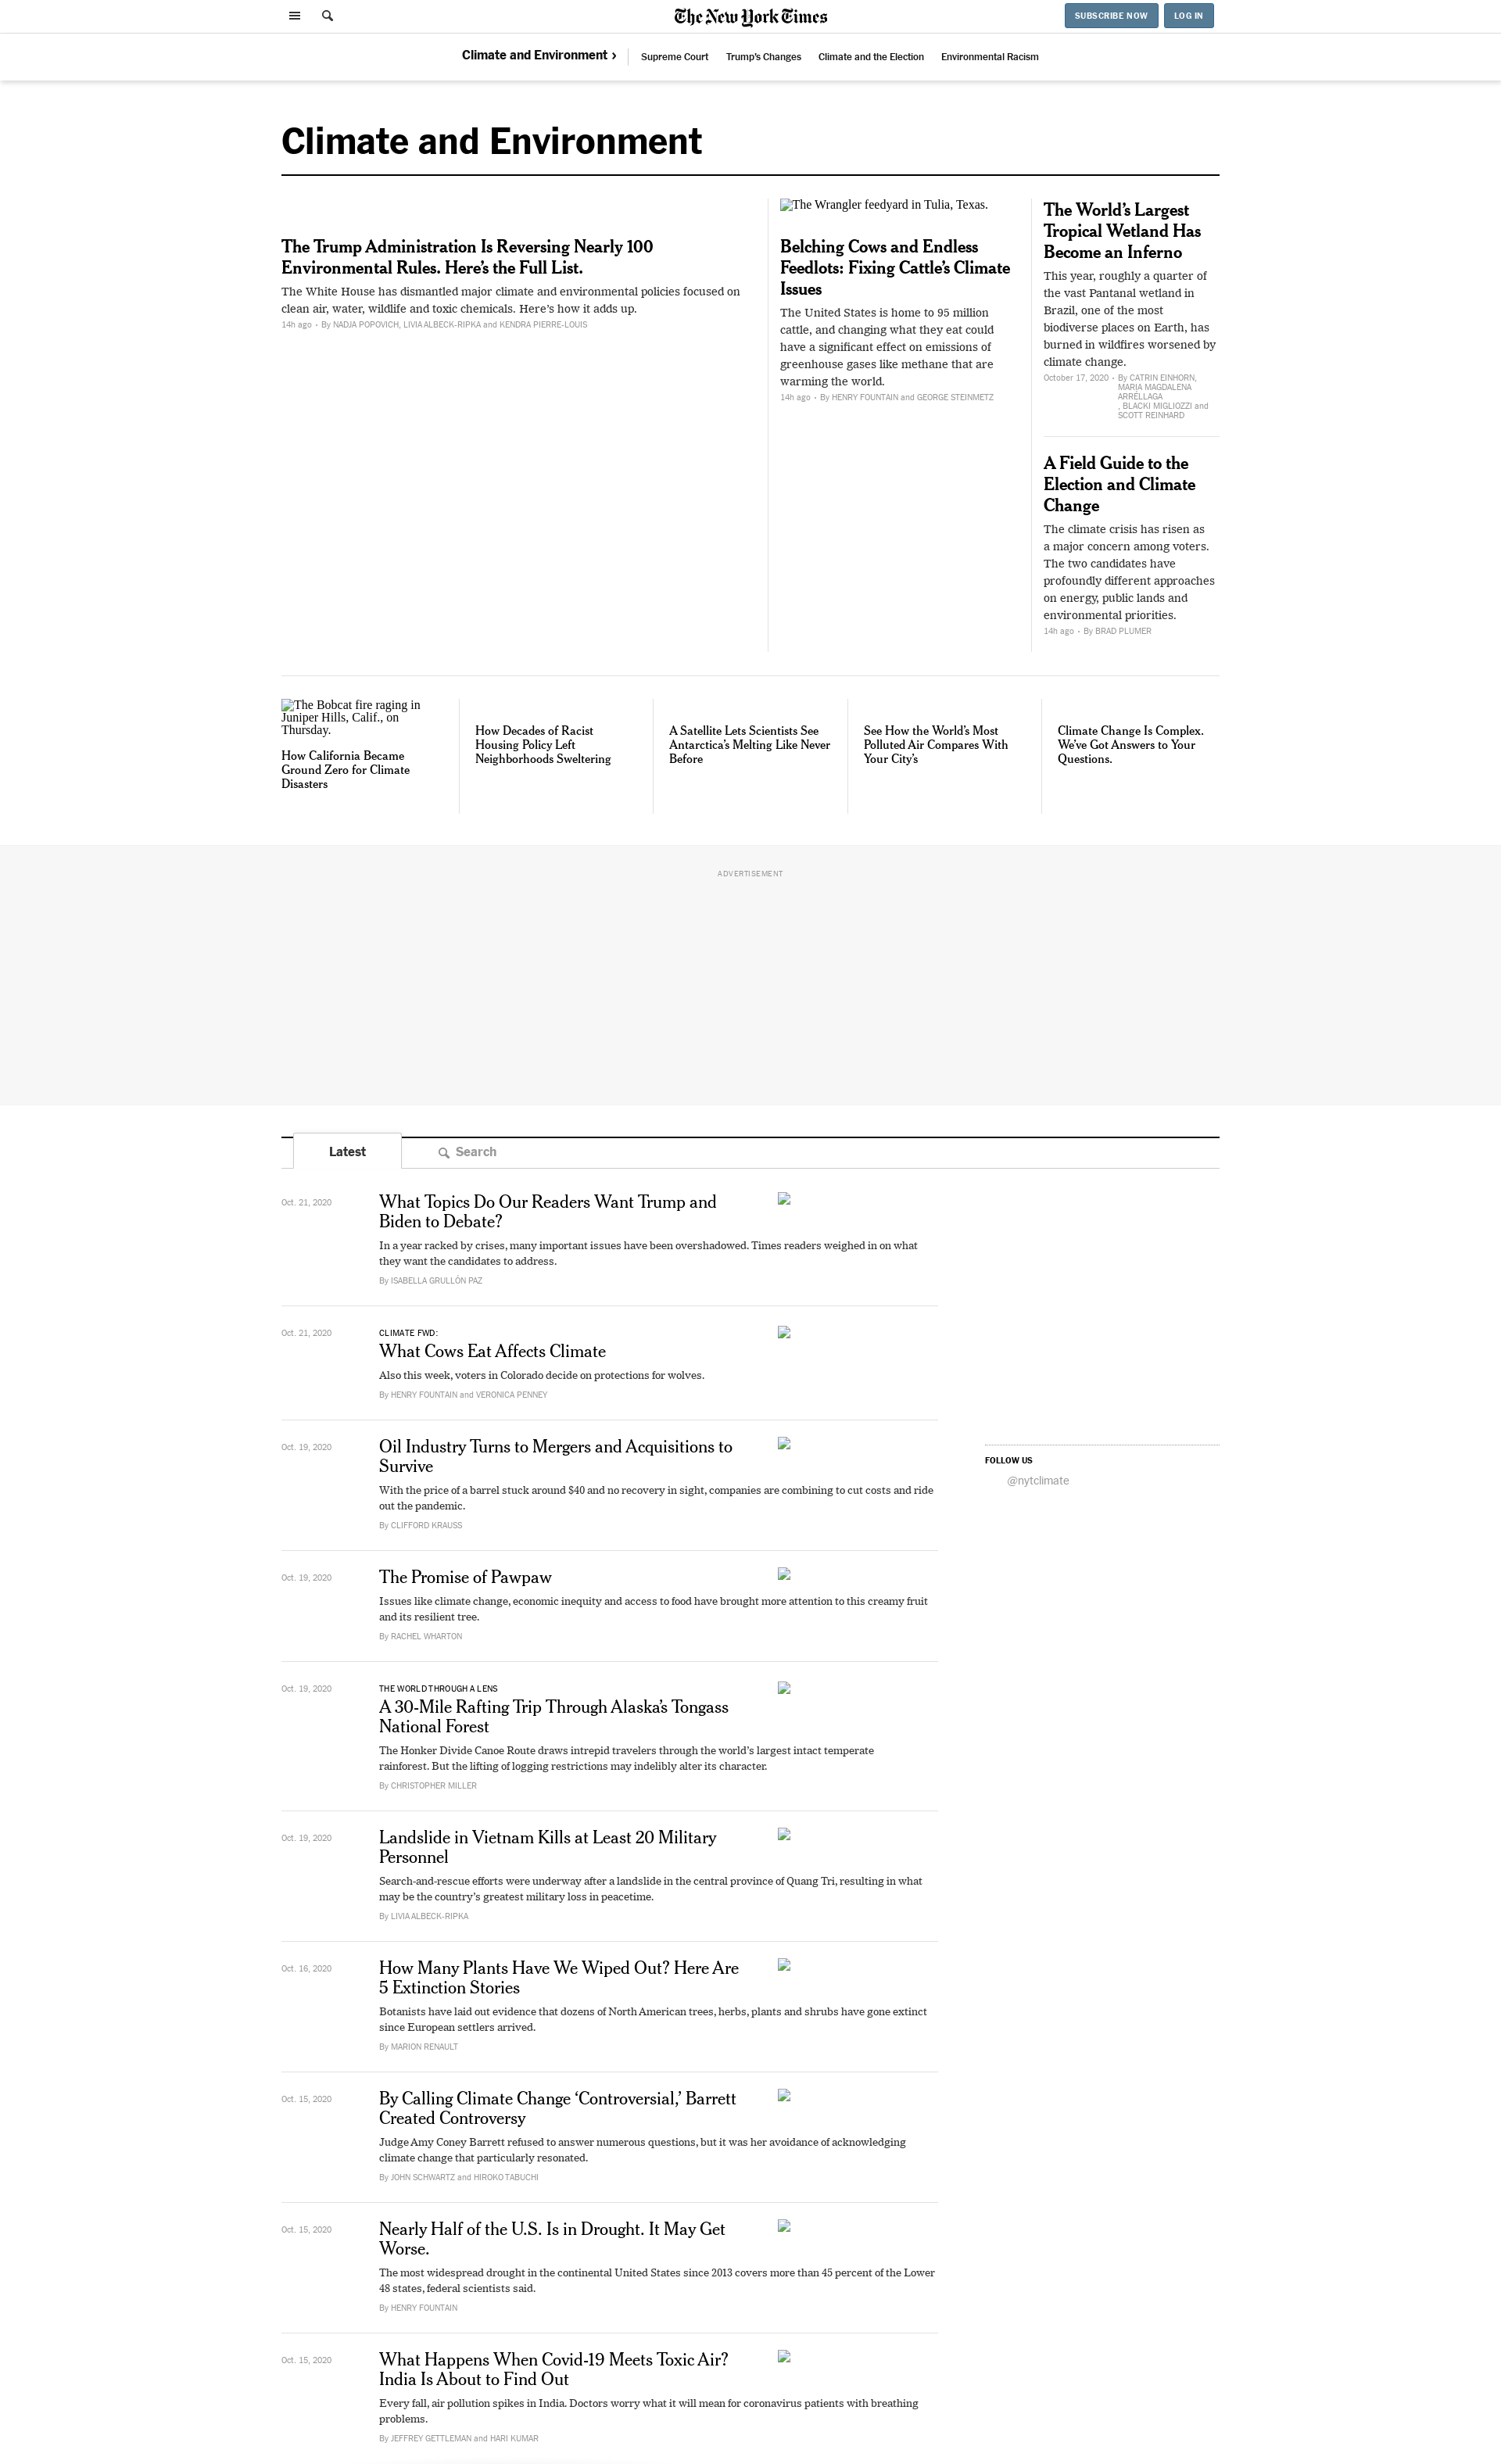 The New York Times
SUBSCRIBE NOW
LOG IN
Climate and Environment ›
Supreme Court
Trump's Changes
Climate and the Election
Environmental Racism
Climate and Environment
The Trump Administration Is Reversing Nearly 100
Environmental Rules. Here's the Full List.
The White House has dismantled major climate and environmental policies focused on
clean air, water, wildlife and toxic chemicals. Here's how it adds up.
14h ago • By NADJA POPOVICH, LIVIA ALBECK-RIPKA and KENDRA PIERRE-LOUIS
The Wrangler feedyard in Tulia, Texas.
Belching Cows and Endless
Feedlots: Fixing Cattle's Climate
Issues
The United States is home to 95 million
cattle, and changing what they eat could
have a significant effect on emissions of
greenhouse gases like methane that are
warming the world.
14h ago • By HENRY FOUNTAIN and GEORGE STEINMETZ
The World's Largest
Tropical Wetland Has
Become an Inferno
This year, roughly a quarter of
the vast Pantanal wetland in
Brazil, one of the most
biodiverse places on Earth, has
burned in wildfires worsened by
climate change.
October 17, 2020 • By CATRIN EINHORN,
MARIA MAGDALENA
ARRÉLLAGA
, BLACKI MIGLIOZZI and
SCOTT REINHARD
A Field Guide to the
Election and Climate
Change
The climate crisis has risen as
a major concern among voters.
The two candidates have
profoundly different approaches
on energy, public lands and
environmental priorities.
14h ago • By BRAD PLUMER
The Bobcat fire raging in
Juniper Hills, Calif., on
Thursday.
How California Became
Ground Zero for Climate
Disasters
How Decades of Racist
Housing Policy Left
Neighborhoods Sweltering
A Satellite Lets Scientists See
Antarctica's Melting Like Never
Before
See How the World's Most
Polluted Air Compares With
Your City's
Climate Change Is Complex.
We've Got Answers to Your
Questions.
ADVERTISEMENT
Latest
Search
Oct. 21, 2020
What Topics Do Our Readers Want Trump and
Biden to Debate?
In a year racked by crises, many important issues have been overshadowed. Times readers weighed in on what
they want the candidates to address.
By ISABELLA GRULLÓN PAZ
Oct. 21, 2020
CLIMATE FWD:
What Cows Eat Affects Climate
Also this week, voters in Colorado decide on protections for wolves.
By HENRY FOUNTAIN and VERONICA PENNEY
Oct. 19, 2020
Oil Industry Turns to Mergers and Acquisitions to
Survive
With the price of a barrel stuck around $40 and no recovery in sight, companies are combining to cut costs and ride
out the pandemic.
By CLIFFORD KRAUSS
FOLLOW US
@nytclimate
Oct. 19, 2020
The Promise of Pawpaw
Issues like climate change, economic inequity and access to food have brought more attention to this creamy fruit
and its resilient tree.
By RACHEL WHARTON
Oct. 19, 2020
THE WORLD THROUGH A LENS
A 30-Mile Rafting Trip Through Alaska's Tongass
National Forest
The Honker Divide Canoe Route draws intrepid travelers through the world's largest intact temperate
rainforest. But the lifting of logging restrictions may indelibly alter its character.
By CHRISTOPHER MILLER
Oct. 19, 2020
Landslide in Vietnam Kills at Least 20 Military
Personnel
Search-and-rescue efforts were underway after a landslide in the central province of Quang Tri, resulting in what
may be the country's greatest military loss in peacetime.
By LIVIA ALBECK-RIPKA
Oct. 16, 2020
How Many Plants Have We Wiped Out? Here Are
5 Extinction Stories
Botanists have laid out evidence that dozens of North American trees, herbs, plants and shrubs have gone extinct
since European settlers arrived.
By MARION RENAULT
Oct. 15, 2020
By Calling Climate Change ‘Controversial,’ Barrett
Created Controversy
Judge Amy Coney Barrett refused to answer numerous questions, but it was her avoidance of acknowledging
climate change that particularly resonated.
By JOHN SCHWARTZ and HIROKO TABUCHI
Oct. 15, 2020
Nearly Half of the U.S. Is in Drought. It May Get
Worse.
The most widespread drought in the continental United States since 2013 covers more than 45 percent of the Lower
48 states, federal scientists said.
By HENRY FOUNTAIN
Oct. 15, 2020
What Happens When Covid-19 Meets Toxic Air?
India Is About to Find Out
Every fall, air pollution spikes in India. Doctors worry what it will mean for coronavirus patients with breathing
problems.
By JEFFREY GETTLEMAN and HARI KUMAR